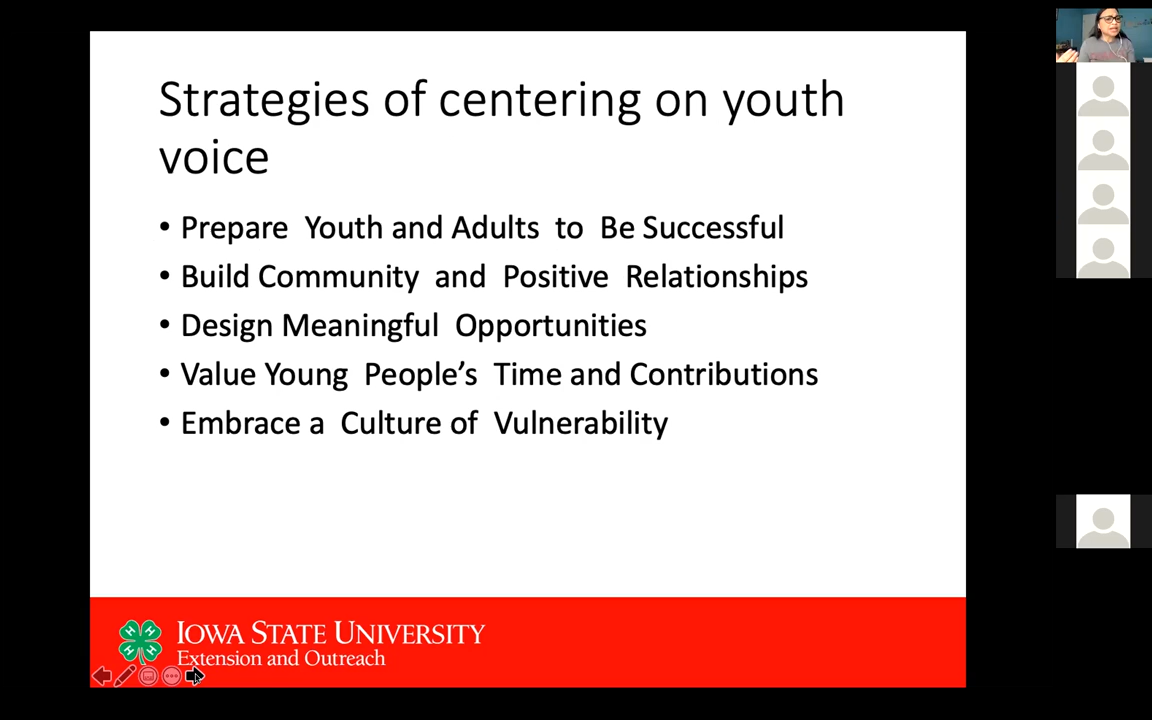 Strategies of centering on youth
voice
• Prepare Youth and Adults to Be Successful
• Build Community and Positive Relationships
• Design Meaningful Opportunities
• Value Young People’s Time and Contributions
• Embrace a Culture of Vulnerability
H H H H
IOWA STATE UNIVERSITY
Extension and Outreach